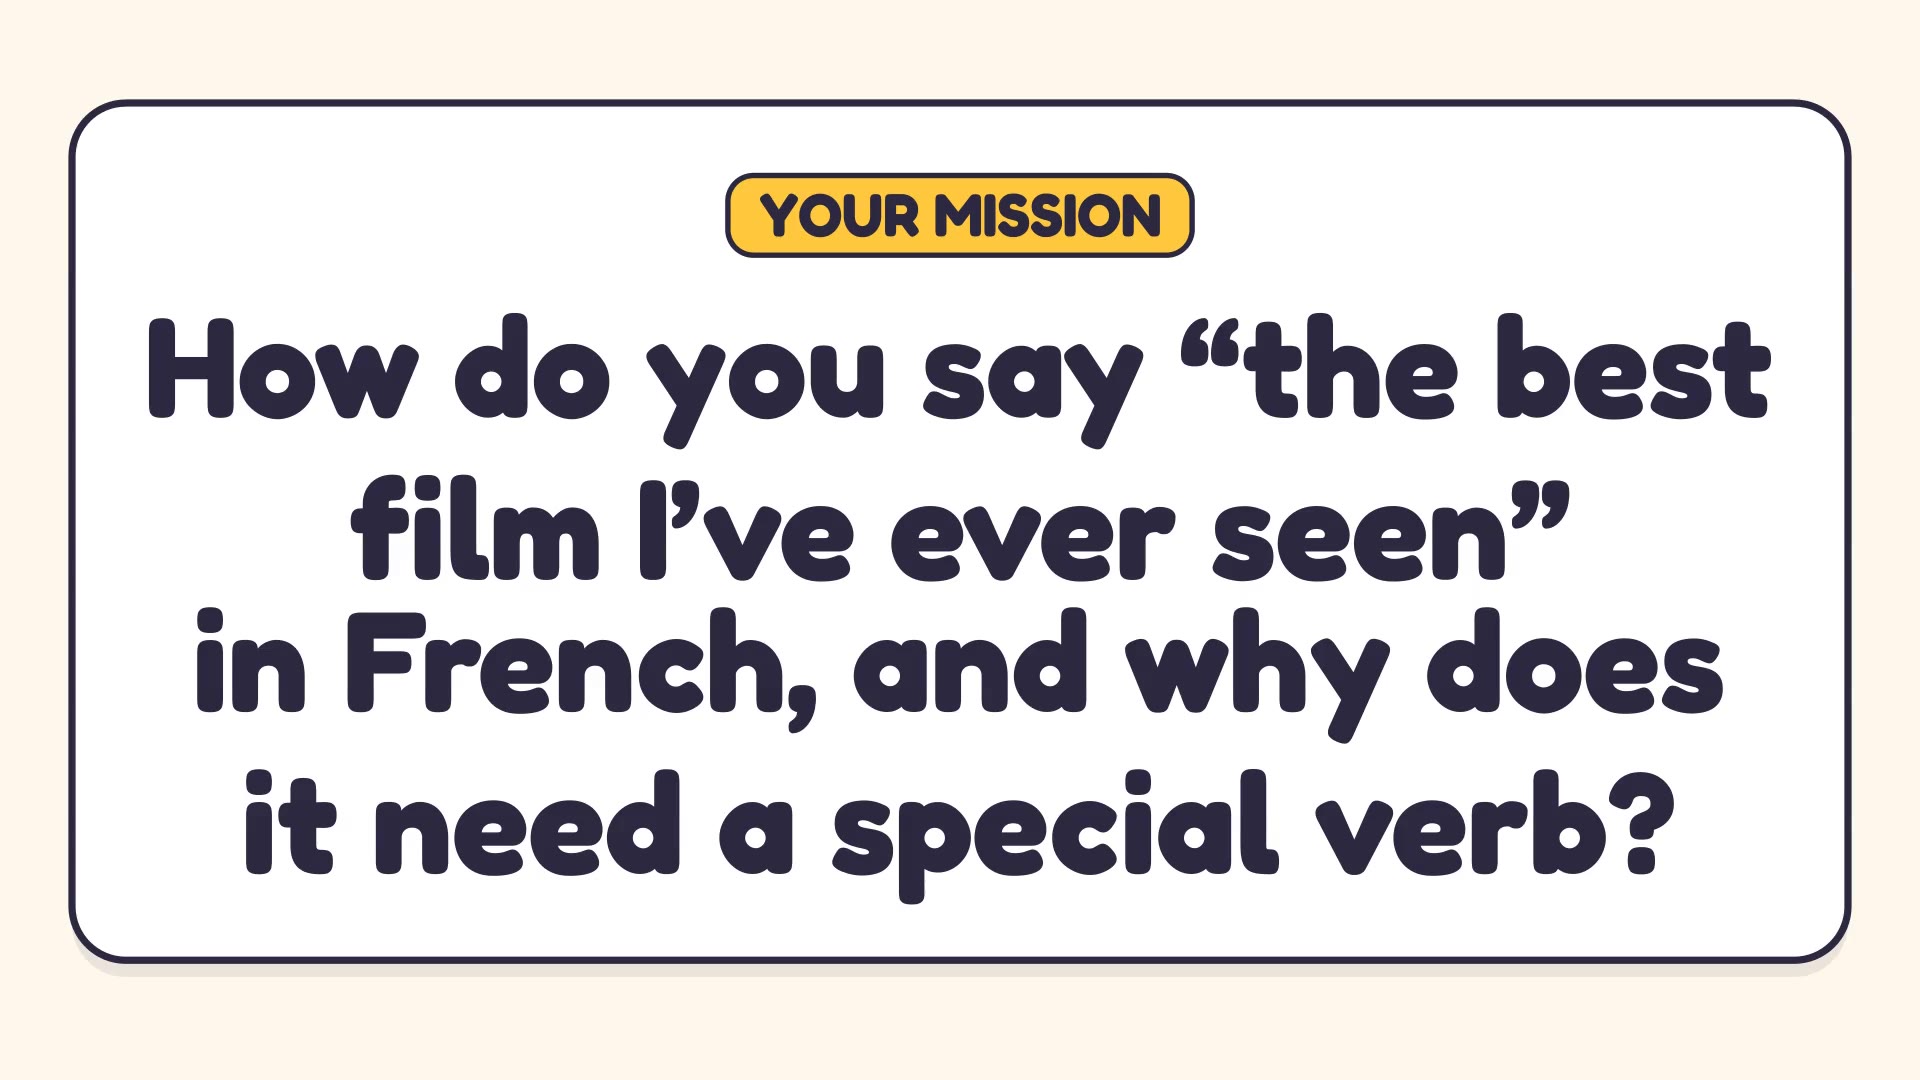 YOUR MISSION
How do you say “the best
film I’ve ever seen”
in French, and why does
it need a special verb?